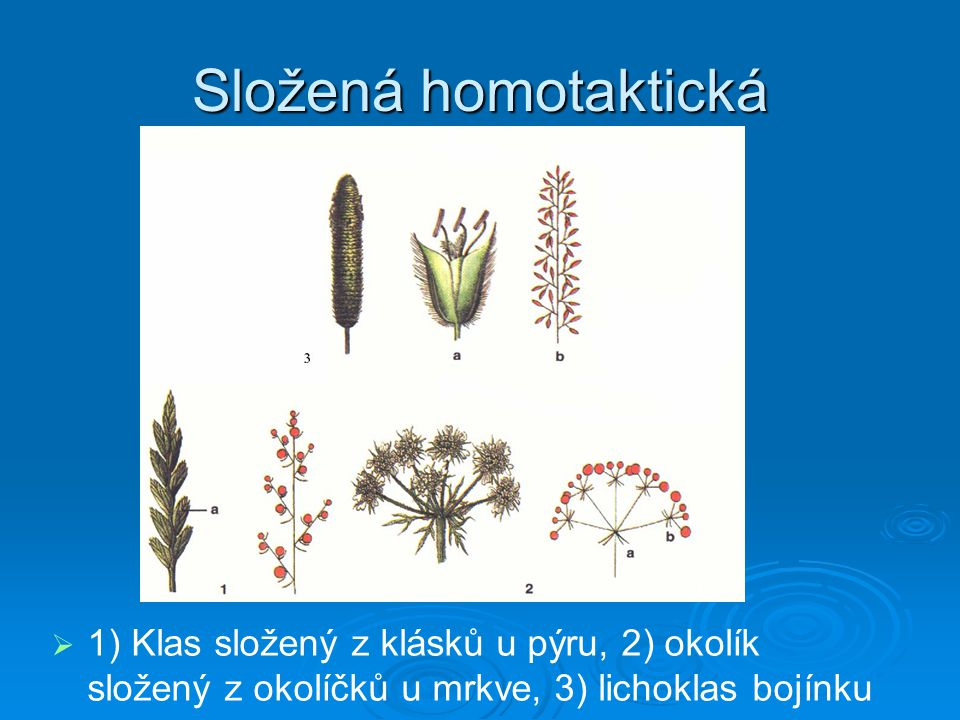 Složená homotaktická
3
a
b
a
1
2
a
b
1) Klas složený z klásků u pýru, 2) okolík
složený z okolíčků u mrkve, 3) lichoklas bojínku